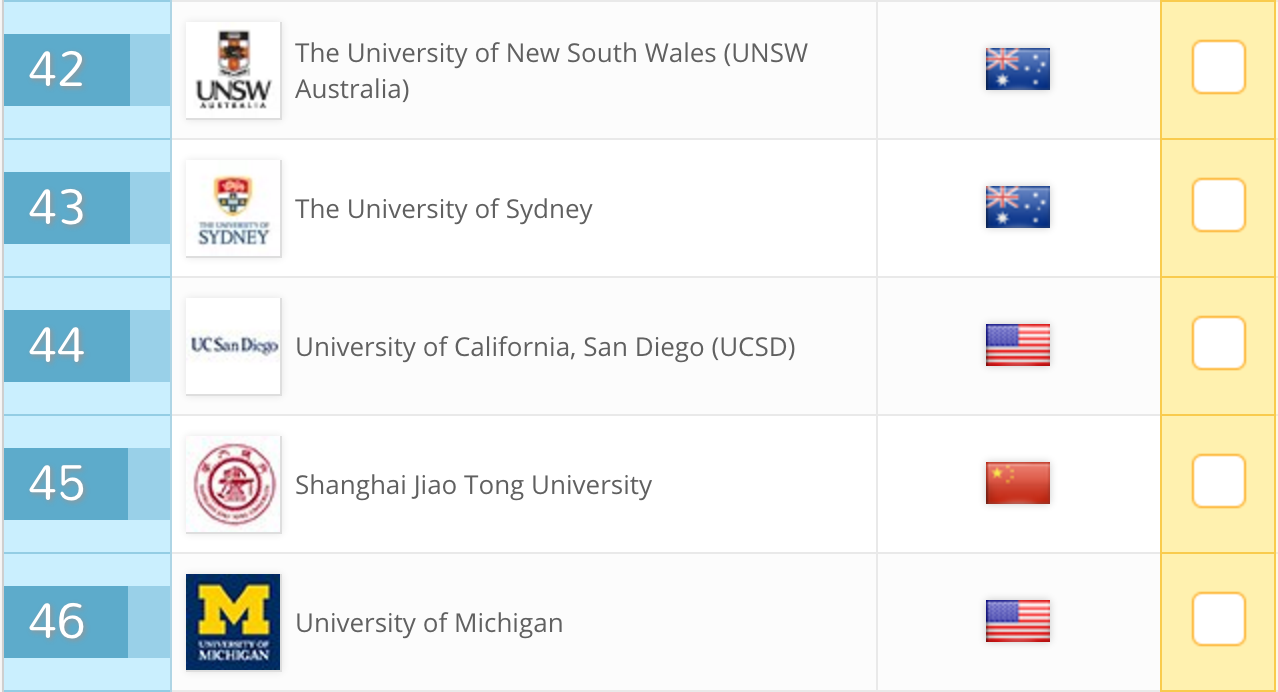 42
UNSW
AUSTRALIA
The University of New South Wales (UNSW
Australia)
43
THE UNIVERSITY OF
SYDNEY
The University of Sydney
44
UC San Diego
University of California, San Diego (UCSD)
45
Shanghai Jiao Tong University
46
M
UNIVERSITY OF
MICHIGAN
University of Michigan